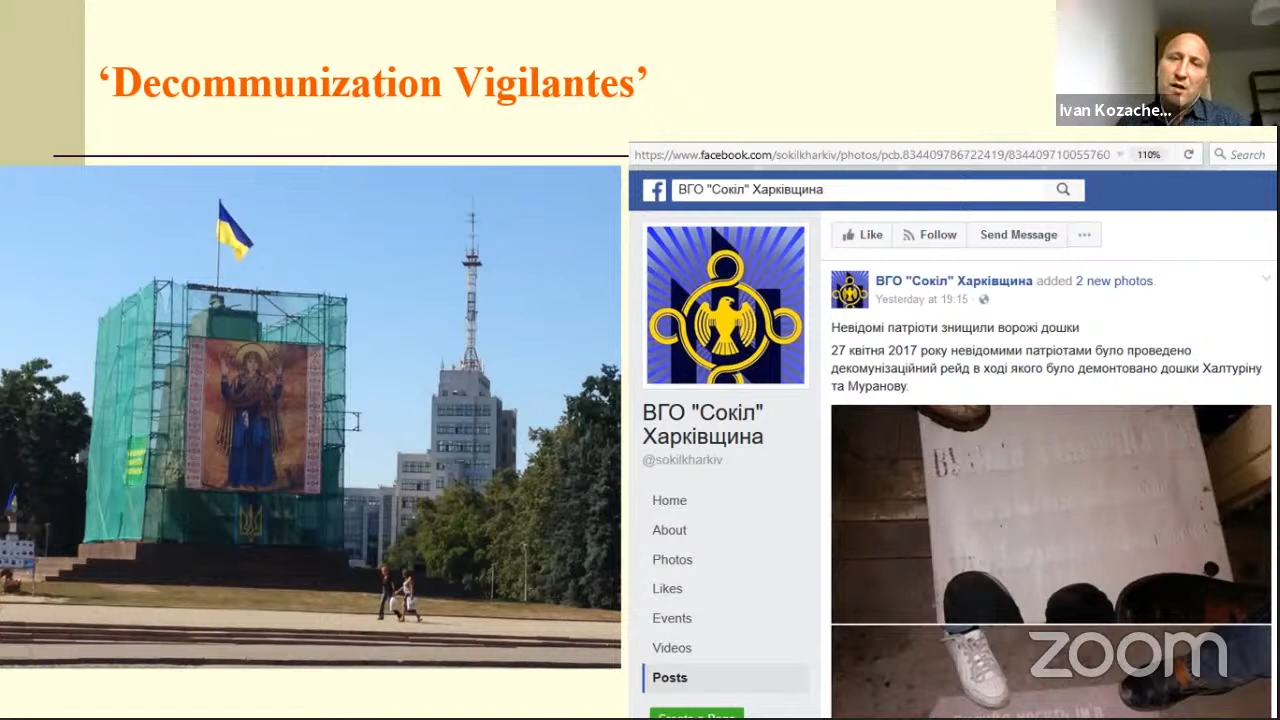 ‘Decommunization Vigilantes’
Ivan Kozache...
https://www.facebook.com/sokilkharkiv/photos/pcb.834409786722419/834409710055760
110%
Search
ВГО "Сокіл" Харківщина
Like
Follow
Send Message
ВГО "Сокіл" Харківщина added 2 new photos.
Yesterday at 19:15
Невідомі патріоти знищили ворожі дошки
27 квітня 2017 року невідомими патріотами було проведено
декомунізаційний рейд в ході якого було демонтовано дошки Халтуріну
та Муранову.
ВГО "Сокіл"
Харківщина
@sokilkharkiv
Home
About
Photos
Likes
Events
Videos
Posts
Create a Page
zoom